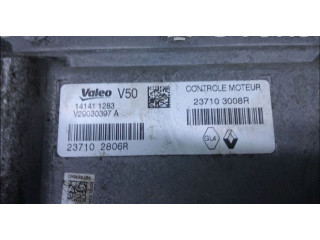 Valeo V50
CONTROLE MOTEUR
14141 1283
V29030397 A
23710 3008R
23710 2806R